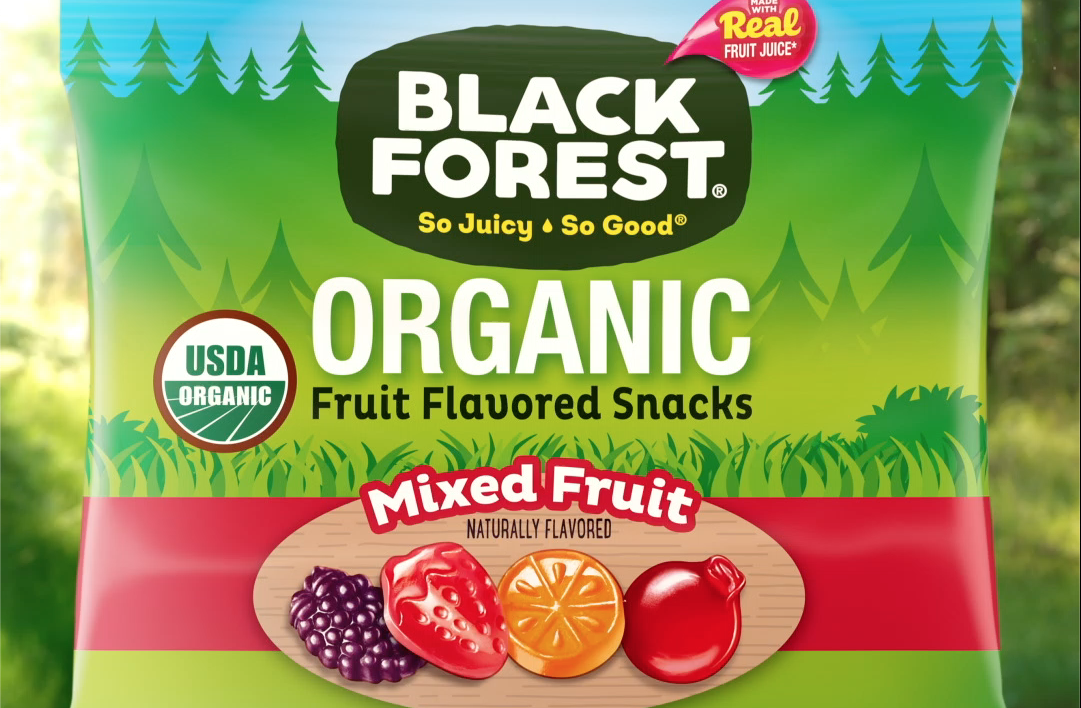 MADE
WITH
Real
FRUIT JUICE*
BLACK
FOREST®
So Juicy So Good®
ORGANIC
USDA
ORGANIC
Fruit Flavored Snacks
Mixed Fruit
NATURALLY FLAVORED